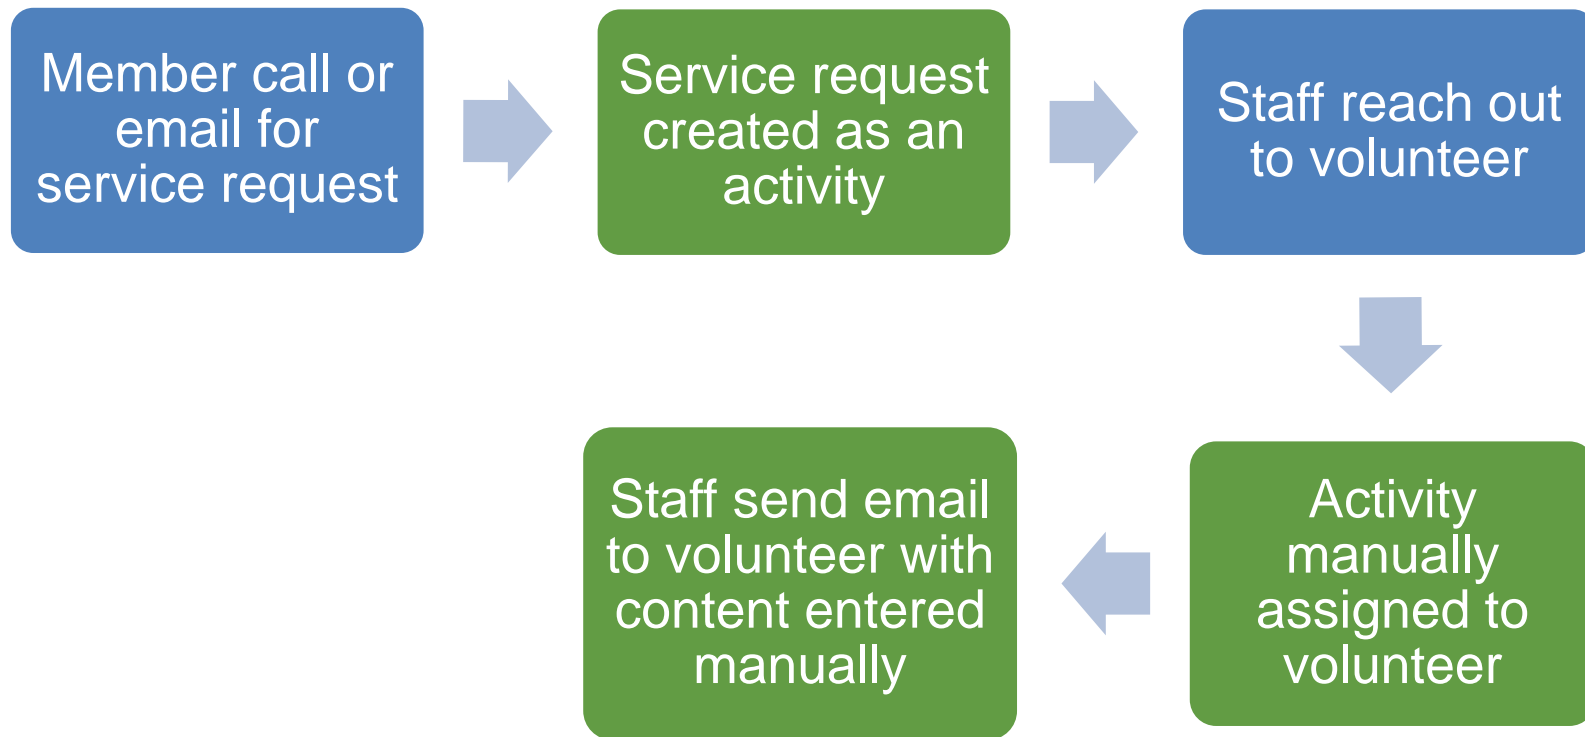 Member call or
email for
service request
Service request
created as an
activity
Staff reach out
to volunteer
Activity
manually
assigned to
volunteer
Staff send email
to volunteer with
content entered
manually